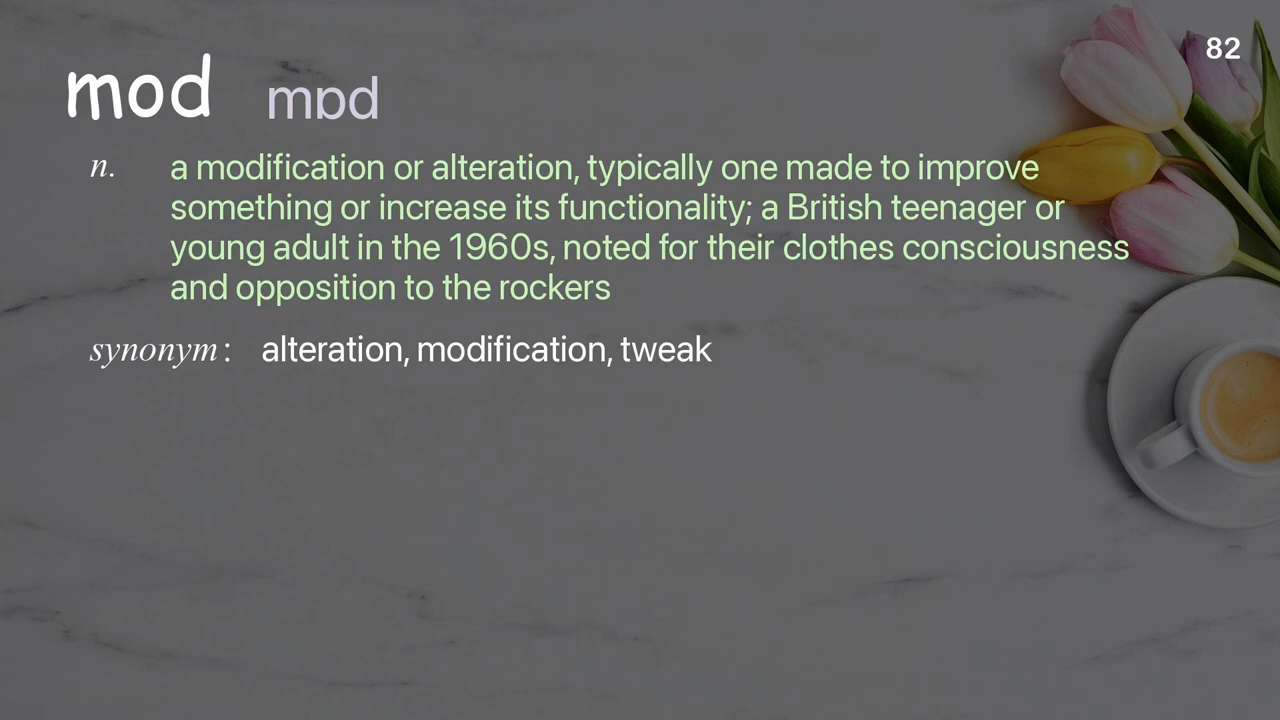 82
mod mɒd
n. a modification or alteration, typically one made to improve
something or increase its functionality; a British teenager or
young adult in the 1960s, noted for their clothes consciousness
and opposition to the rockers
synonym: alteration, modification, tweak